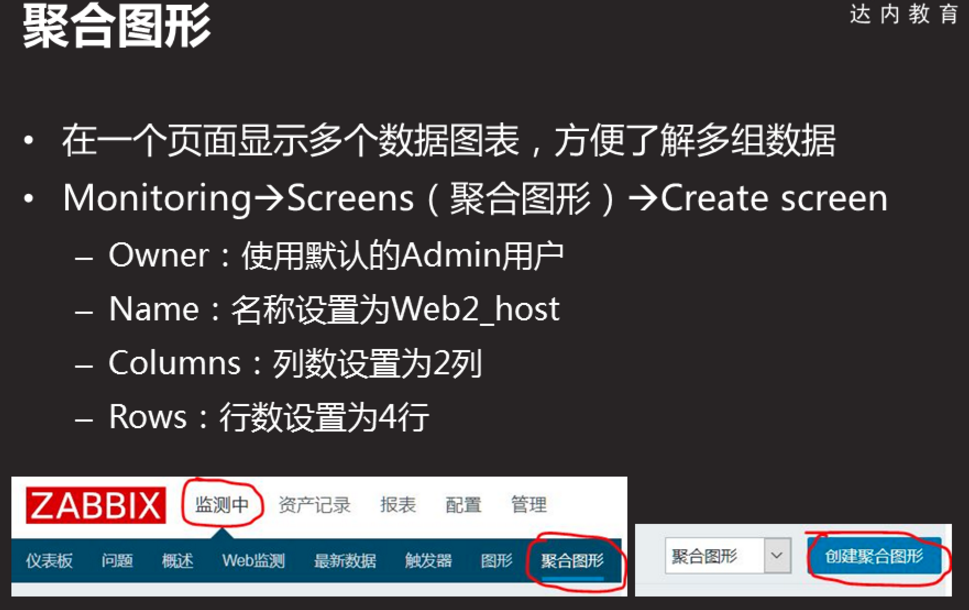 聚合图形
达内教育
• 在一个页面显示多个数据图表，方便了解多组数据
• Monitoring→Screens（聚合图形）→Create screen
– Owner：使用默认的Admin用户
– Name：名称设置为Web2_host
– Columns：列数设置为2列
– Rows：行数设置为4行
ZABBIX 监测中 资产记录 报表 配置 管理
仪表板 问题 概述 Web监测 最新数据 触发器 图形 聚合图形
聚合图形 创建聚合图形